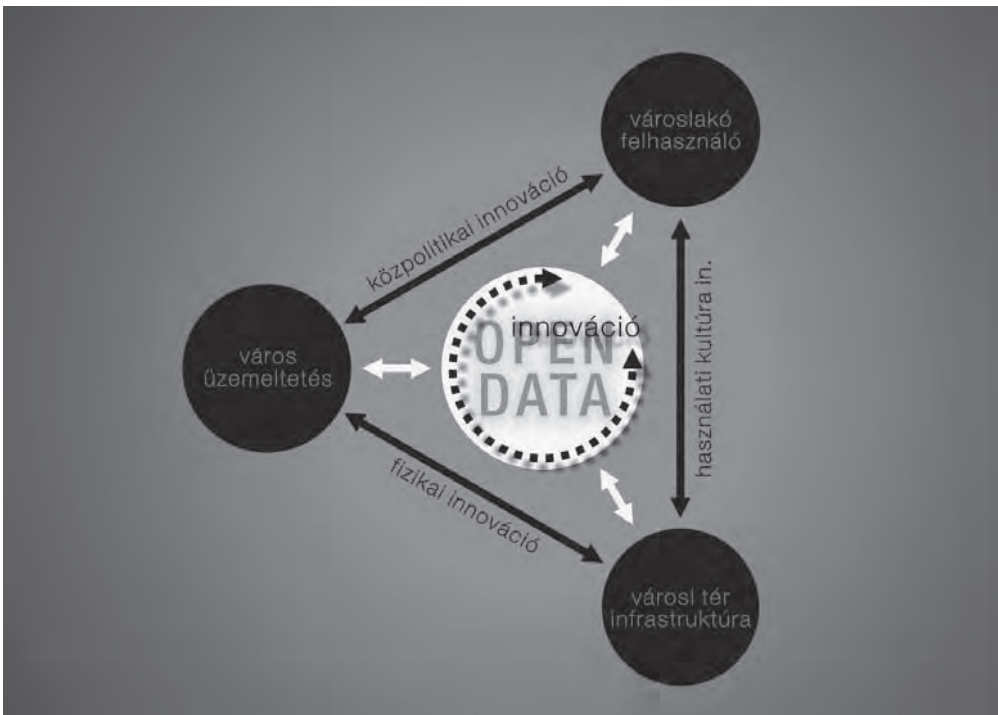 városlakó
felhasználó
közpolitikai innováció
innováció
OPEN
DATA
használati kultúra in.
város
üzemeltetés
fizikai innováció
városi tér
infrastruktúra